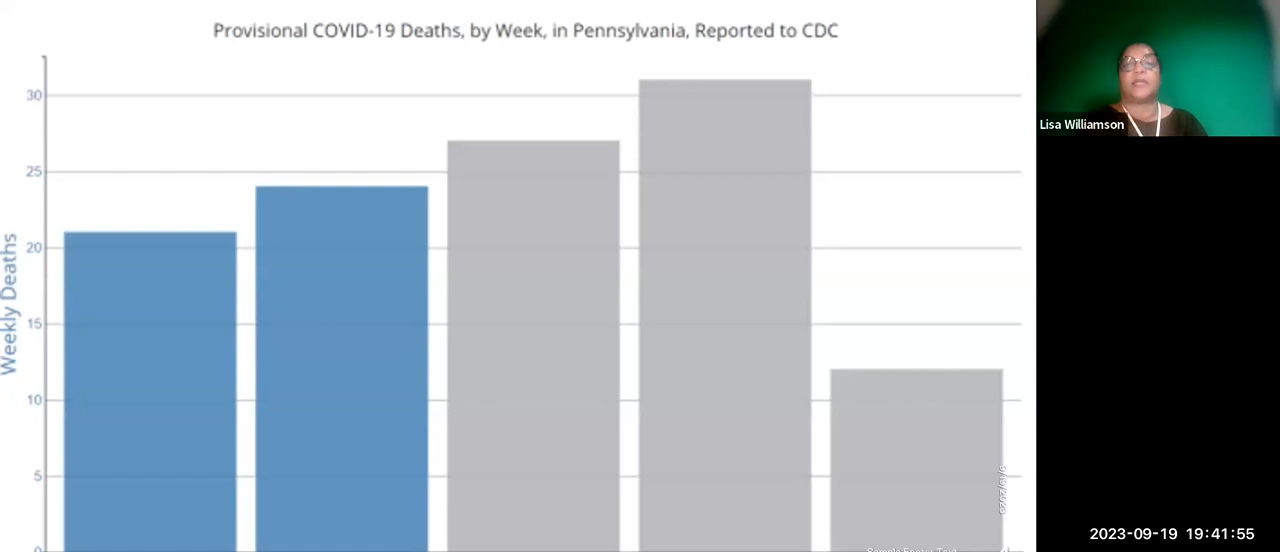 Provisional COVID-19 Deaths, by Week, in Pennsylvania, Reported to CDC
Weekly Deaths
30
25
20
15
10
5
0
Lisa Williamson
2023-09-19 19:41:55